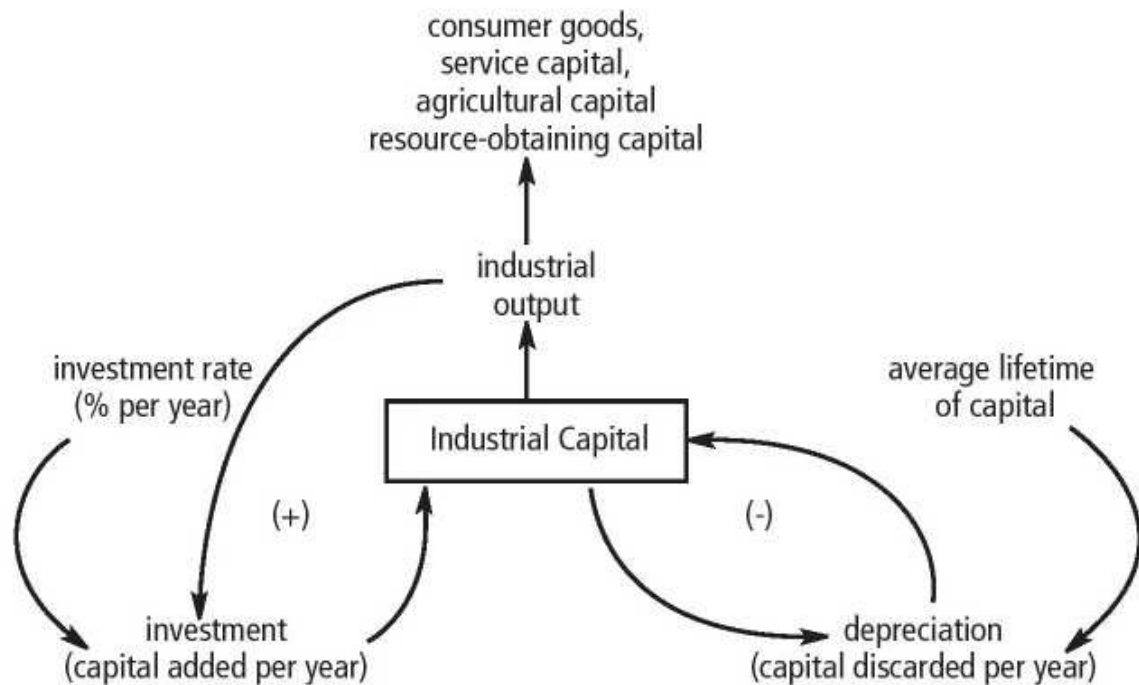 consumer goods,
service capital,
agricultural capital
resource-obtaining capital
industrial
output
investment rate
(% per year)
average lifetime
of capital
Industrial Capital
(+)
(-)
investment
(capital added per year)
depreciation
(capital discarded per year)